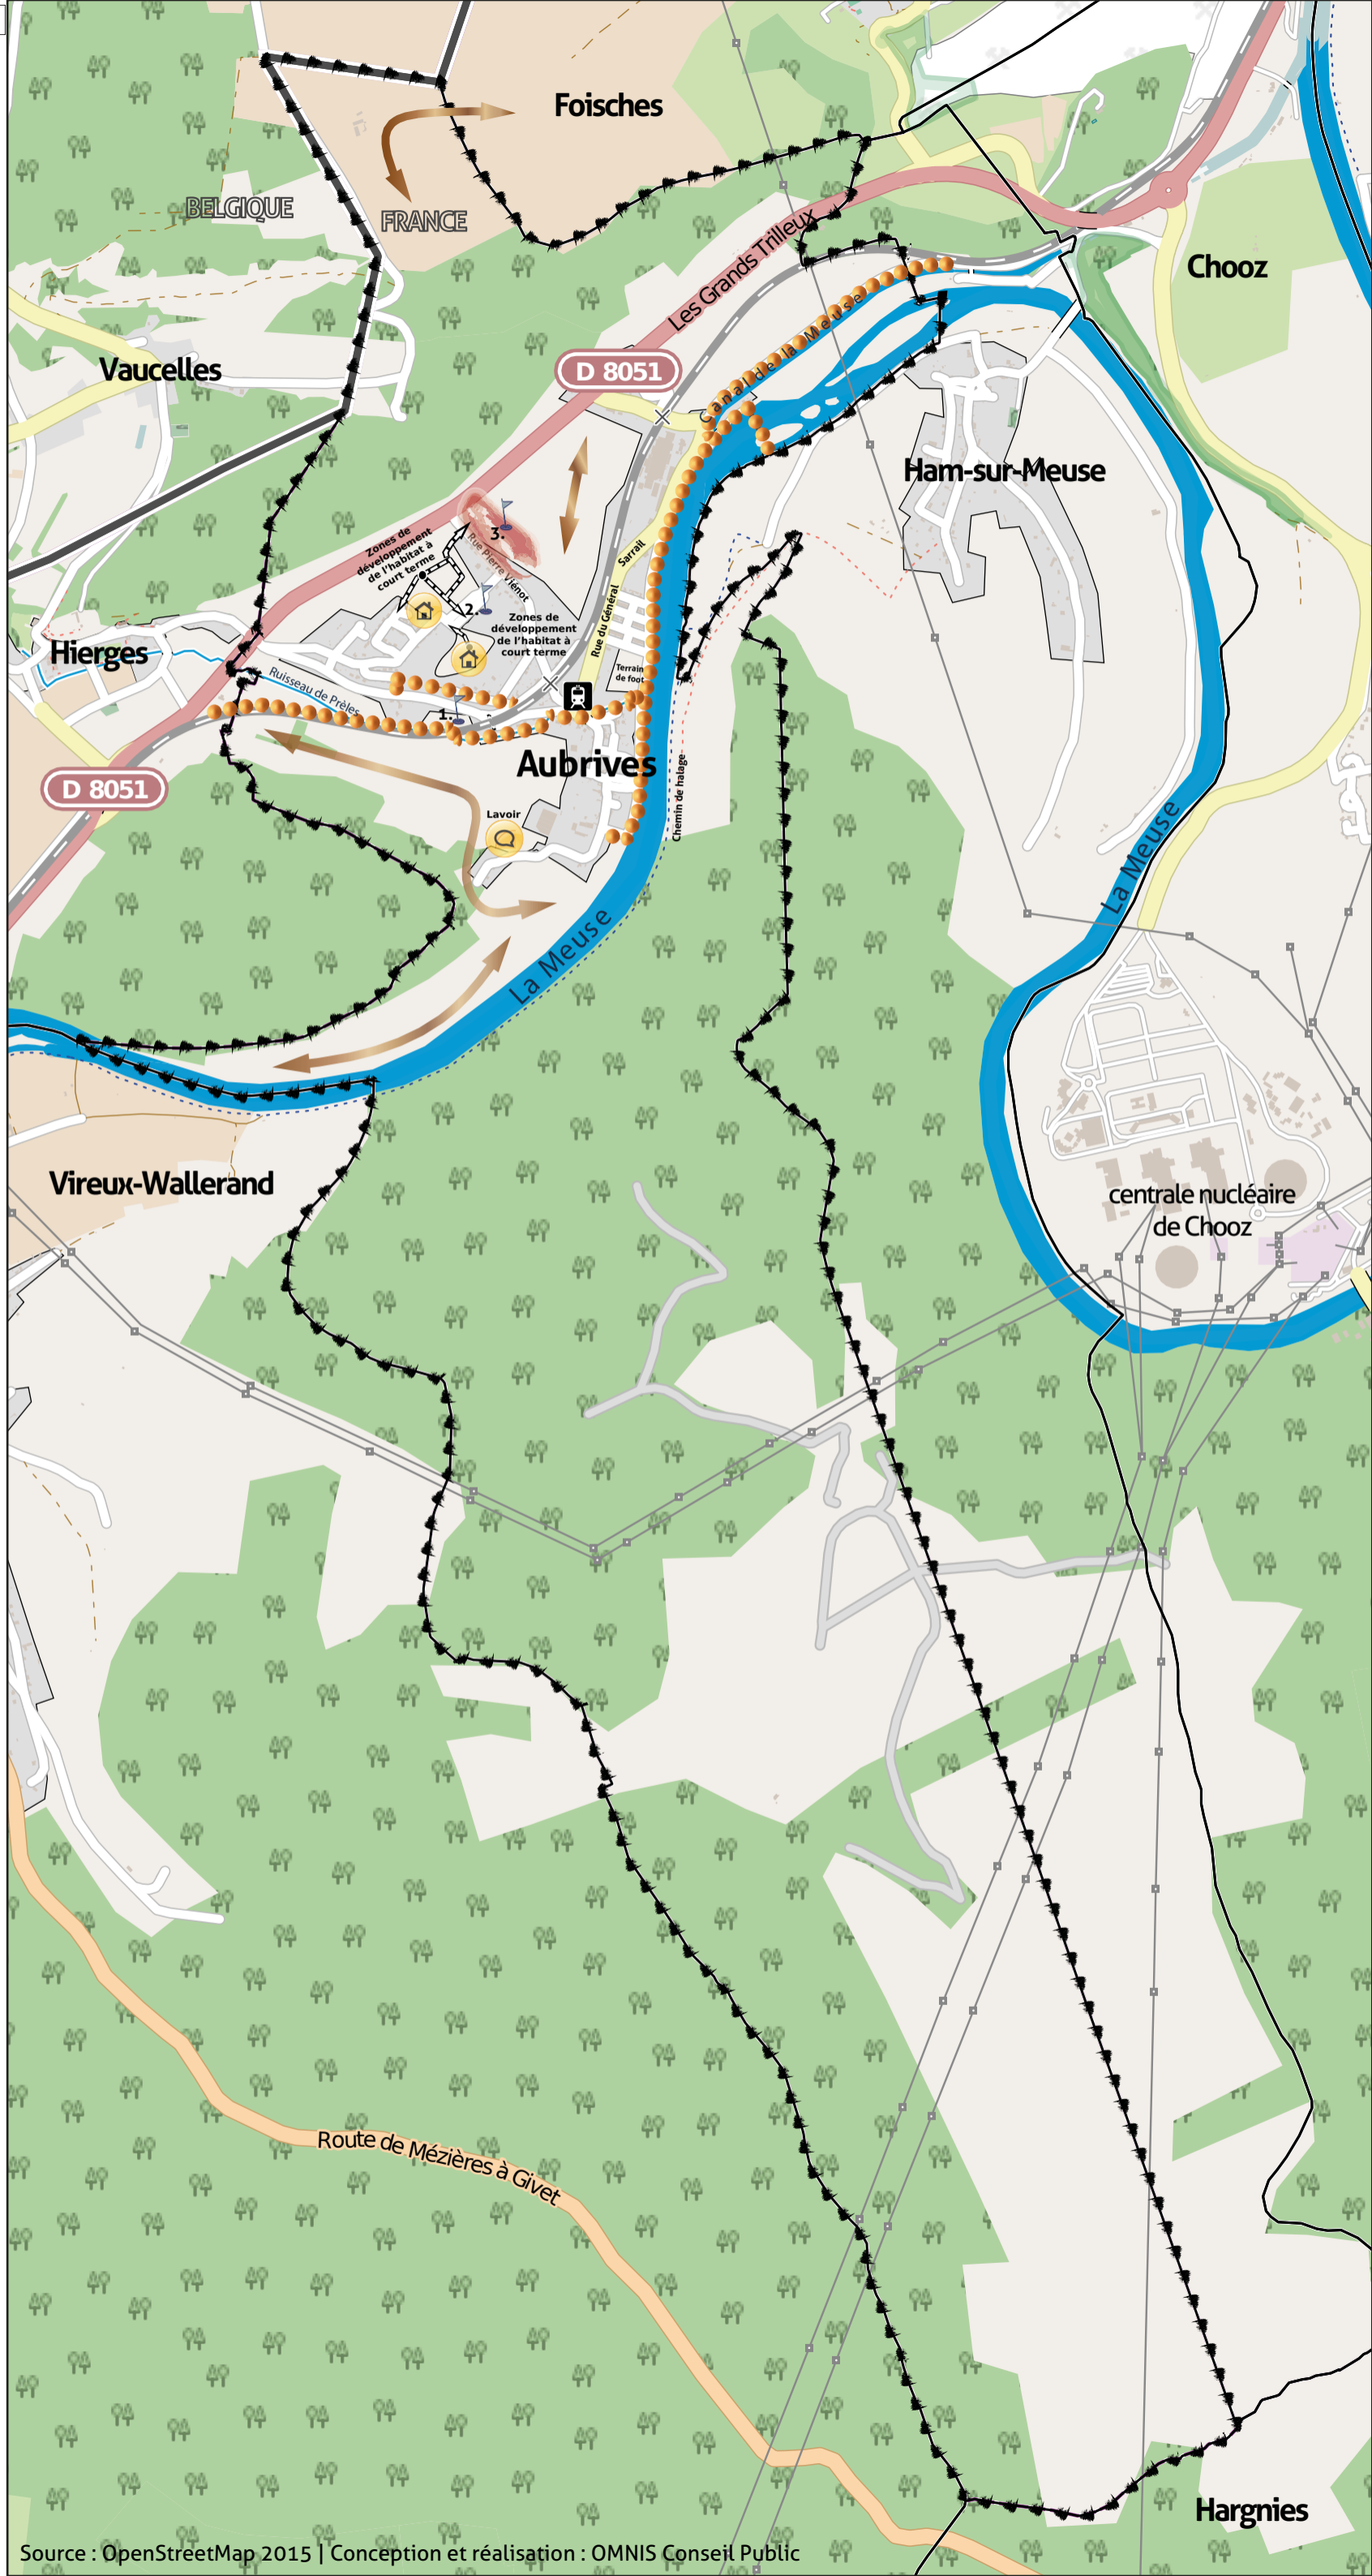 Foisches
BELGIQUE
FRANCE
Les Grands Trilleux
Chooz
Canal de la Meuse
Vaucelles
D 8051
Ham-sur-Meuse
3.
Zones de
développement
de l'habitat à
court terme
Rue Pierre Viénot
Rue du Général Sarrail
2.
Zones de
développement
de l'habitat à
court terme
Hierges
Ruisseau de Prèles
Terrain
de foot
1.
Aubrives
D 8051
Chemin de halage
Lavoir
La Meuse
La Meuse
Vireux-Wallerand
centrale nucléaire
de Chooz
Route de Mézières à Givet
Hargnies
Source : OpenStreetMap 2015 | Conception et réalisation : OMNIS Conseil Public